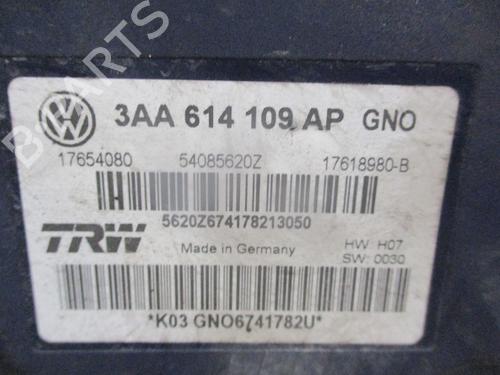 3AA 614 109 AP GNO
17654080 54085620Z 17618980-B
5620Z674178213050
TRW Made in Germany HW: H07
SW: 0030
*K03 GNO6741782U*